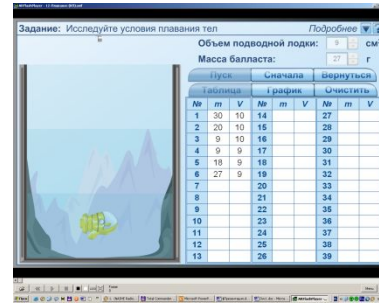 Задание: Исследуйте условия плавания тел
Подробнее
Объем подводной лодки: 9 см³
Масса балласта: 27 г
Пуск Сначала Вернуться
Таблица График Очистить
№ m V № m V № m V
1 30 10 14 27
2 20 10 15 28
3 9 10 16 29
4 9 9 17 30
5 18 9 18 31
6 27 9 19 32
7 20 33
8 21 34
9 22 35
10 23 36
11 24 37
12 25 38
13 26 39